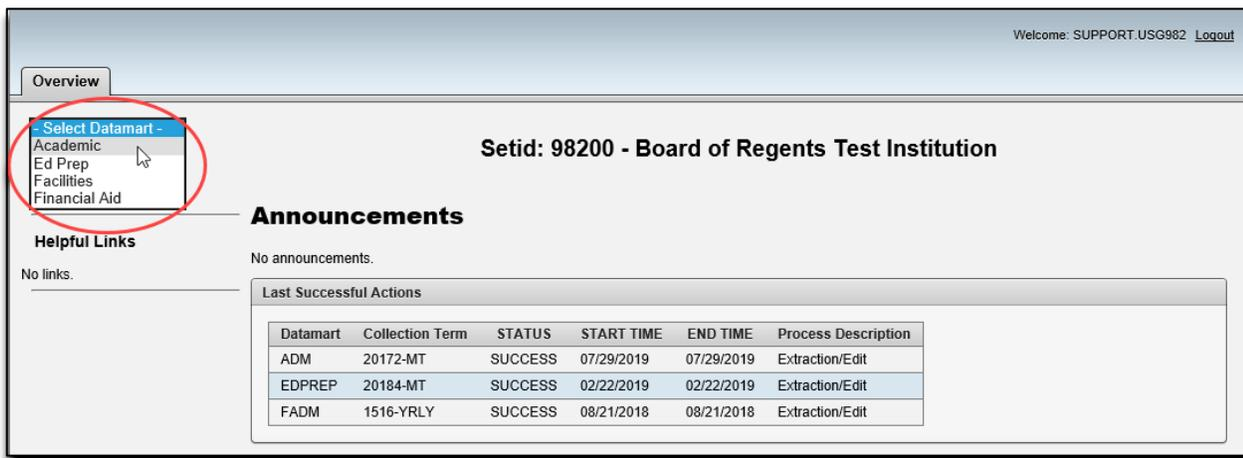 Welcome: SUPPORT.USG982 Logout
Overview
- Select Datamart -
Academic
Ed Prep
Facilities
Financial Aid
Setid: 98200 - Board of Regents Test Institution
Helpful Links
No links.
Announcements
No announcements.
Last Successful Actions
Datamart Collection Term STATUS START TIME END TIME Process Description
ADM 20172-MT SUCCESS 07/29/2019 07/29/2019 Extraction/Edit
EDPREP 20184-MT SUCCESS 02/22/2019 02/22/2019 Extraction/Edit
FADM 1516-YRLY SUCCESS 08/21/2018 08/21/2018 Extraction/Edit